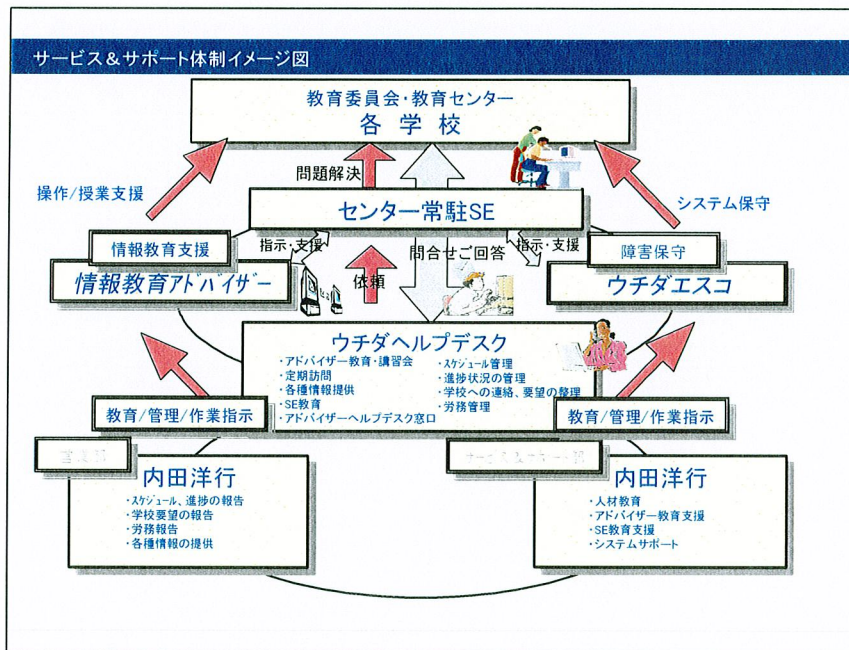 サービス＆サポート体制イメージ図
教育委員会・教育センター
各学校
問題解決
操作/授業支援
システム保守
センター常駐SE
情報教育支援
指示・支援
問合せご回答
指示・支援
障害保守
情報教育アドバイザー
依頼
ウチダエスコ
ウチダヘルプデスク
・アドバイザー教育・講習会
・定期訪問
・各種情報提供
・SE教育
・アドバイザーヘルプデスク窓口
・スケジュール管理
・進捗状況の管理
・学校への連絡、要望の整理
・労務管理
教育/管理/作業指示
教育/管理/作業指示
内田洋行
・スケジュール、進捗の報告
・学校要望の報告
・労務報告
・各種情報の提供
内田洋行
・人材教育
・アドバイザー教育支援
・SE教育支援
・システムサポート